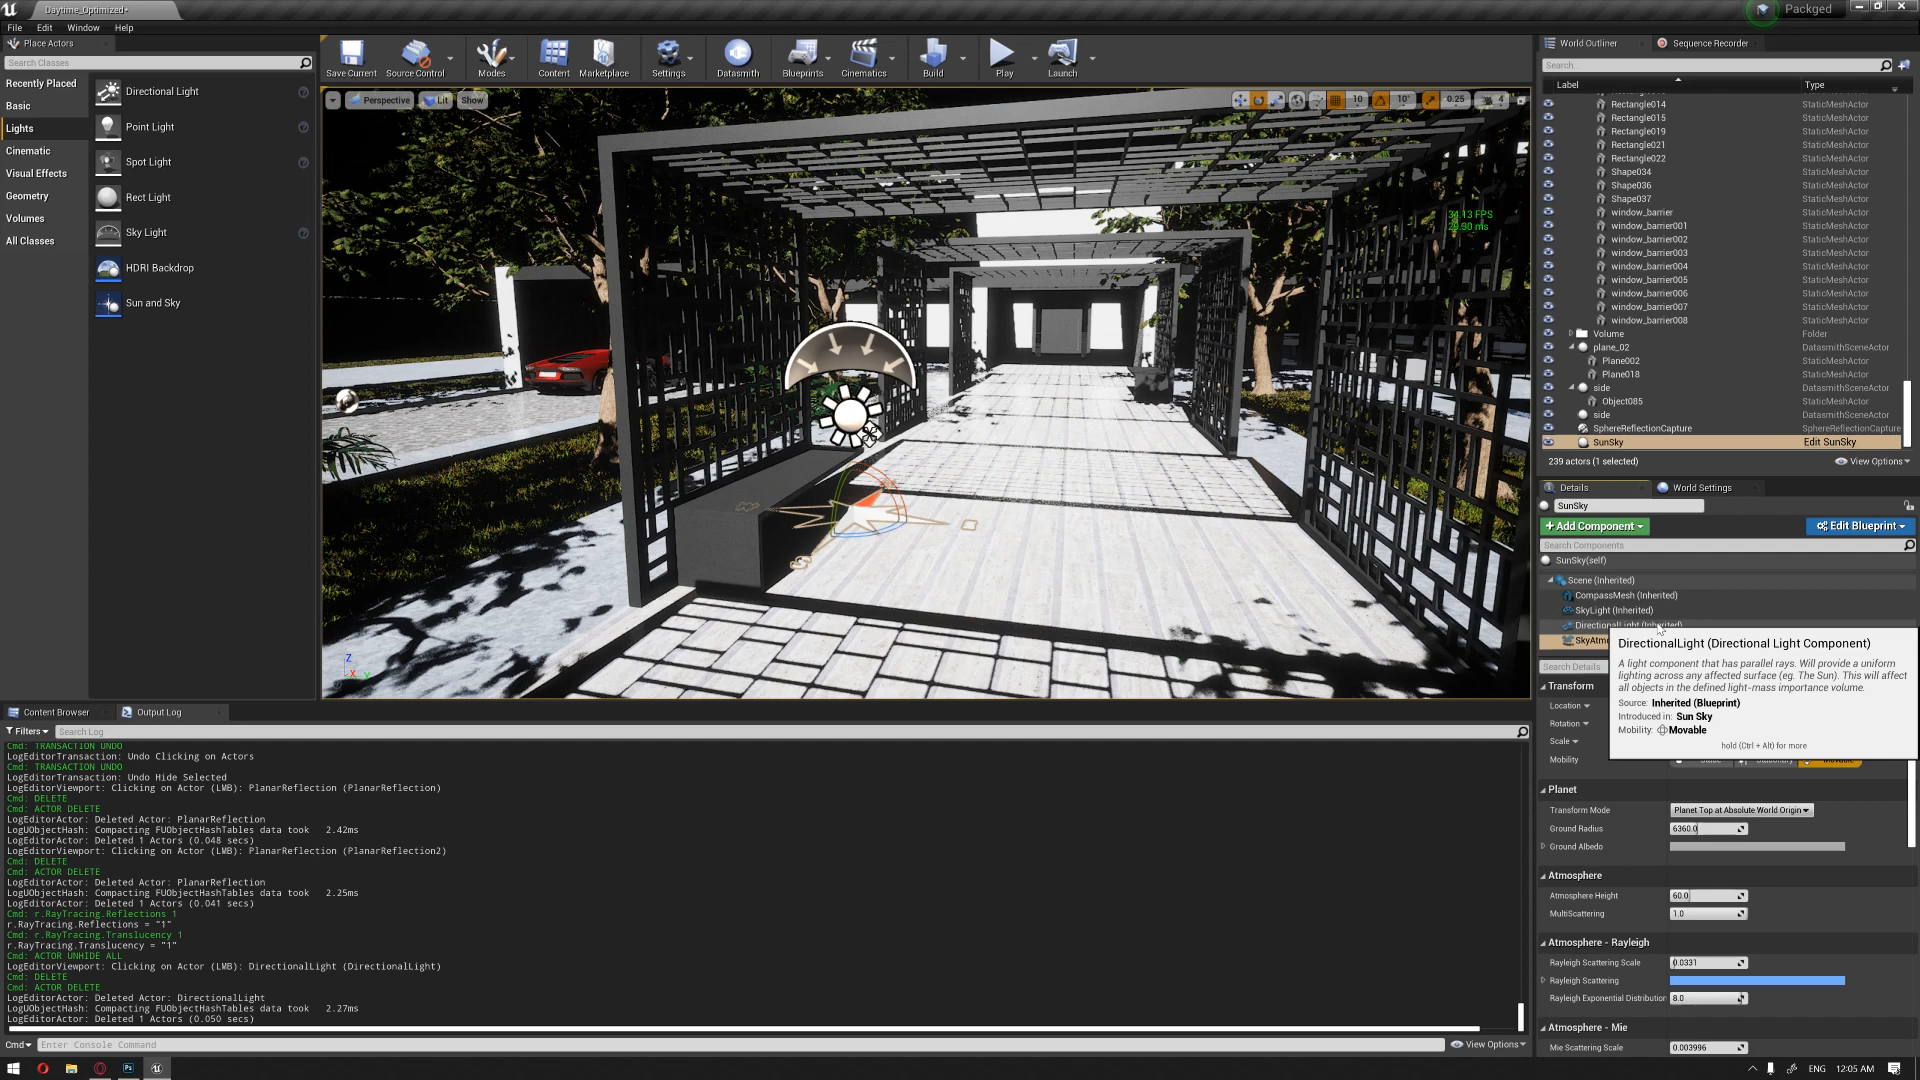 Daytime_Optimized•
Packged
File Edit Window Help
Place Actors
Search Classes
Recently Placed
Basic
Lights
Cinematic
Visual Effects
Geometry
Volumes
All Classes
Directional Light
Point Light
Spot Light
Rect Light
Sky Light
HDRI Backdrop
Sun and Sky
Save Current Source Control Modes Content Marketplace Settings Datasmith Blueprints Cinematics Build Play Launch
Perspective Lit Show
10 10° 0.25 4
34.13 FPS
29.90 ms
Z
X Y
World Outliner Sequence Recorder
Search...
Label Type
Rectangle014 StaticMeshActor
Rectangle015 StaticMeshActor
Rectangle019 StaticMeshActor
Rectangle021 StaticMeshActor
Rectangle022 StaticMeshActor
Shape034 StaticMeshActor
Shape036 StaticMeshActor
Shape037 StaticMeshActor
window_barrier StaticMeshActor
window_barrier001 StaticMeshActor
window_barrier002 StaticMeshActor
window_barrier003 StaticMeshActor
window_barrier004 StaticMeshActor
window_barrier005 StaticMeshActor
window_barrier006 StaticMeshActor
window_barrier007 StaticMeshActor
window_barrier008 StaticMeshActor
Volume Folder
plane_02 DatasmithSceneActor
Plane002 StaticMeshActor
Plane018 StaticMeshActor
side DatasmithSceneActor
Object085 StaticMeshActor
side DatasmithSceneActor
SphereReflectionCapture SphereReflectionCapture
SunSky Edit SunSky
239 actors (1 selected) View Options
Details World Settings
SunSky
+ Add Component Edit Blueprint
Search Components
SunSky(self)
Scene (Inherited)
CompassMesh (Inherited)
SkyLight (Inherited)
DirectionalLight (Inherited)
SkyAtm
Search Details
DirectionalLight (Directional Light Component)
A light component that has parallel rays. Will provide a uniform
lighting across any affected surface (eg. The Sun). This will affect
all objects in the defined light-mass importance volume.
Source: Inherited (Blueprint)
Introduced in: Sun Sky
Mobility: Movable
hold (Ctrl + Alt) for more
Transform
Location
Rotation
Scale
Mobility
Planet
Transform Mode Planet Top at Absolute World Origin
Ground Radius 6360.0
Ground Albedo
Atmosphere
Atmosphere Height 60.0
MultiScattering 1.0
Atmosphere - Rayleigh
Rayleigh Scattering Scale 0.0331
Rayleigh Scattering
Rayleigh Exponential Distribution 8.0
Atmosphere - Mie
Mie Scattering Scale 0.003996
Content Browser Output Log
Filters Search Log
Cmd: TRANSACTION UNDO
LogEditorTransaction: Undo Clicking on Actors
Cmd: TRANSACTION UNDO
LogEditorTransaction: Undo Hide Selected
LogEditorViewport: Clicking on Actor (LMB): PlanarReflection (PlanarReflection)
Cmd: DELETE
Cmd: ACTOR DELETE
LogEditorActor: Deleted Actor: PlanarReflection
LogUObjectHash: Compacting FUObjectHashTables data took 2.42ms
LogEditorActor: Deleted 1 Actors (0.048 secs)
LogEditorViewport: Clicking on Actor (LMB): PlanarReflection (PlanarReflection2)
Cmd: DELETE
Cmd: ACTOR DELETE
LogEditorActor: Deleted Actor: PlanarReflection
LogUObjectHash: Compacting FUObjectHashTables data took 2.25ms
LogEditorActor: Deleted 1 Actors (0.041 secs)
Cmd: r.RayTracing.Reflections 1
r.RayTracing.Reflections = "1"
Cmd: r.RayTracing.Translucency 1
r.RayTracing.Translucency = "1"
Cmd: ACTOR UNHIDE ALL
LogEditorViewport: Clicking on Actor (LMB): DirectionalLight (DirectionalLight)
Cmd: DELETE
Cmd: ACTOR DELETE
LogEditorActor: Deleted Actor: DirectionalLight
LogUObjectHash: Compacting FUObjectHashTables data took 2.27ms
LogEditorActor: Deleted 1 Actors (0.050 secs)
Cmd Enter Console Command View Options
ENG 12:05 AM